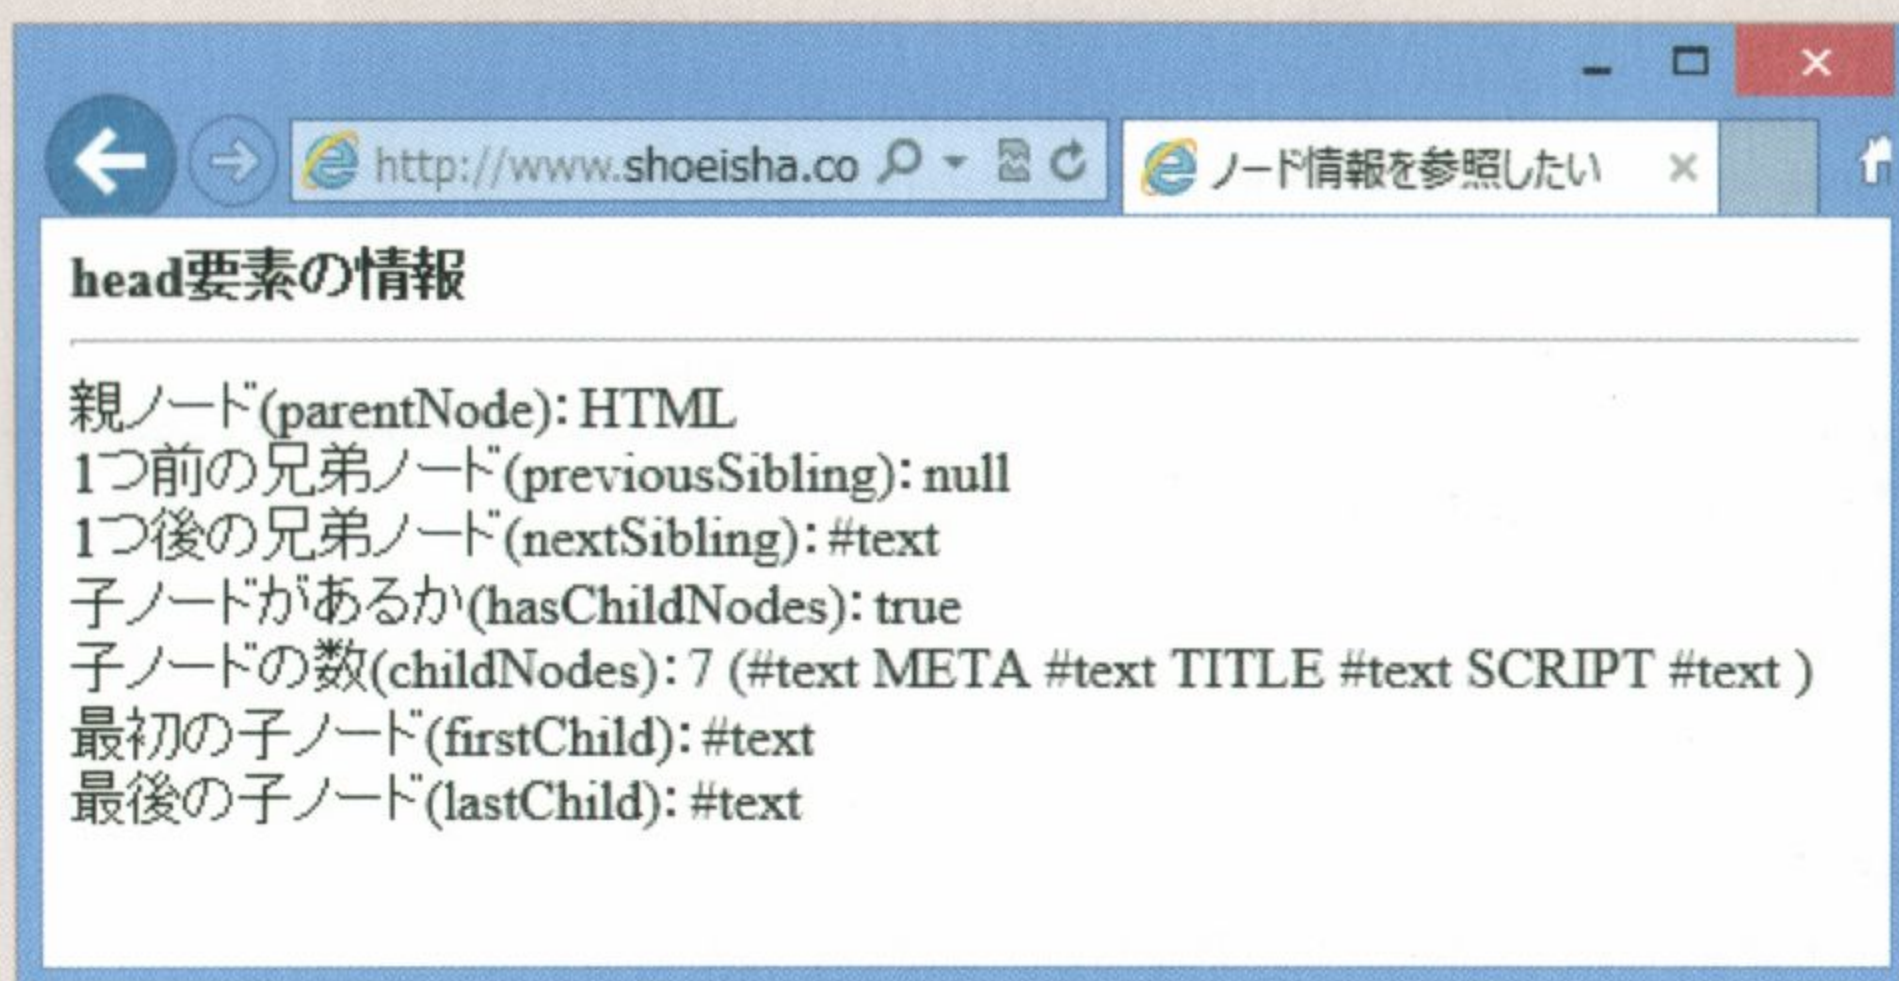 http://www.shoeisha.co
ノード情報を参照したい
head要素の情報
親ノード(parentNode): HTML
1つ前の兄弟ノード(previousSibling): null
1つ後の兄弟ノード(nextSibling): #text
子ノードがあるか(hasChildNodes): true
子ノードの数(childNodes): 7 (#text META #text TITLE #text SCRIPT #text )
最初の子ノード(firstChild): #text
最後の子ノード(lastChild): #text